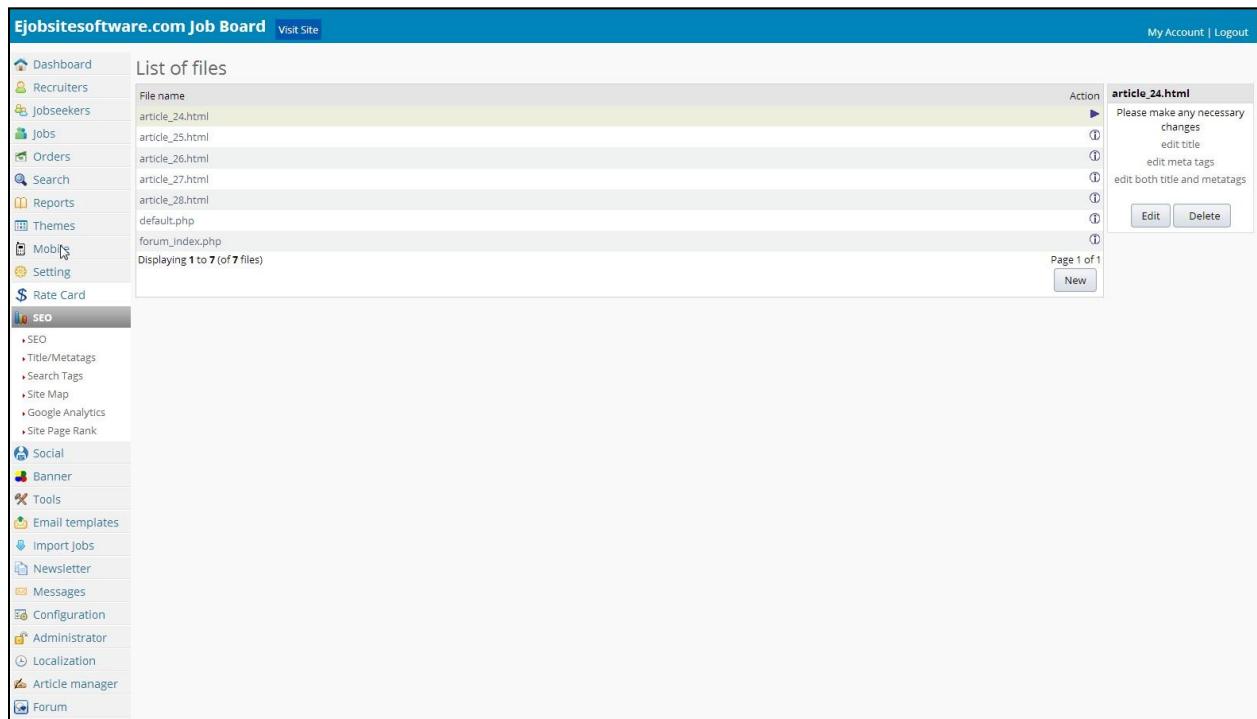 Ejobsitesoftware.com Job Board Visit Site
My Account | Logout
Dashboard
Recruiters
Jobseekers
Jobs
Orders
Search
Reports
Themes
Mobile
Setting
Rate Card
SEO
SEO
Title/Metatags
Search Tags
Site Map
Google Analytics
Site Page Rank
Social
Banner
Tools
Email templates
Import Jobs
Newsletter
Messages
Configuration
Administrator
Localization
Article manager
Forum
List of files
File name Action
article_24.html
article_25.html
article_26.html
article_27.html
article_28.html
default.php
forum_index.php
Displaying 1 to 7 (of 7 files) Page 1 of 1
New
article_24.html
Please make any necessary
changes
edit title
edit meta tags
edit both title and metatags
Edit Delete